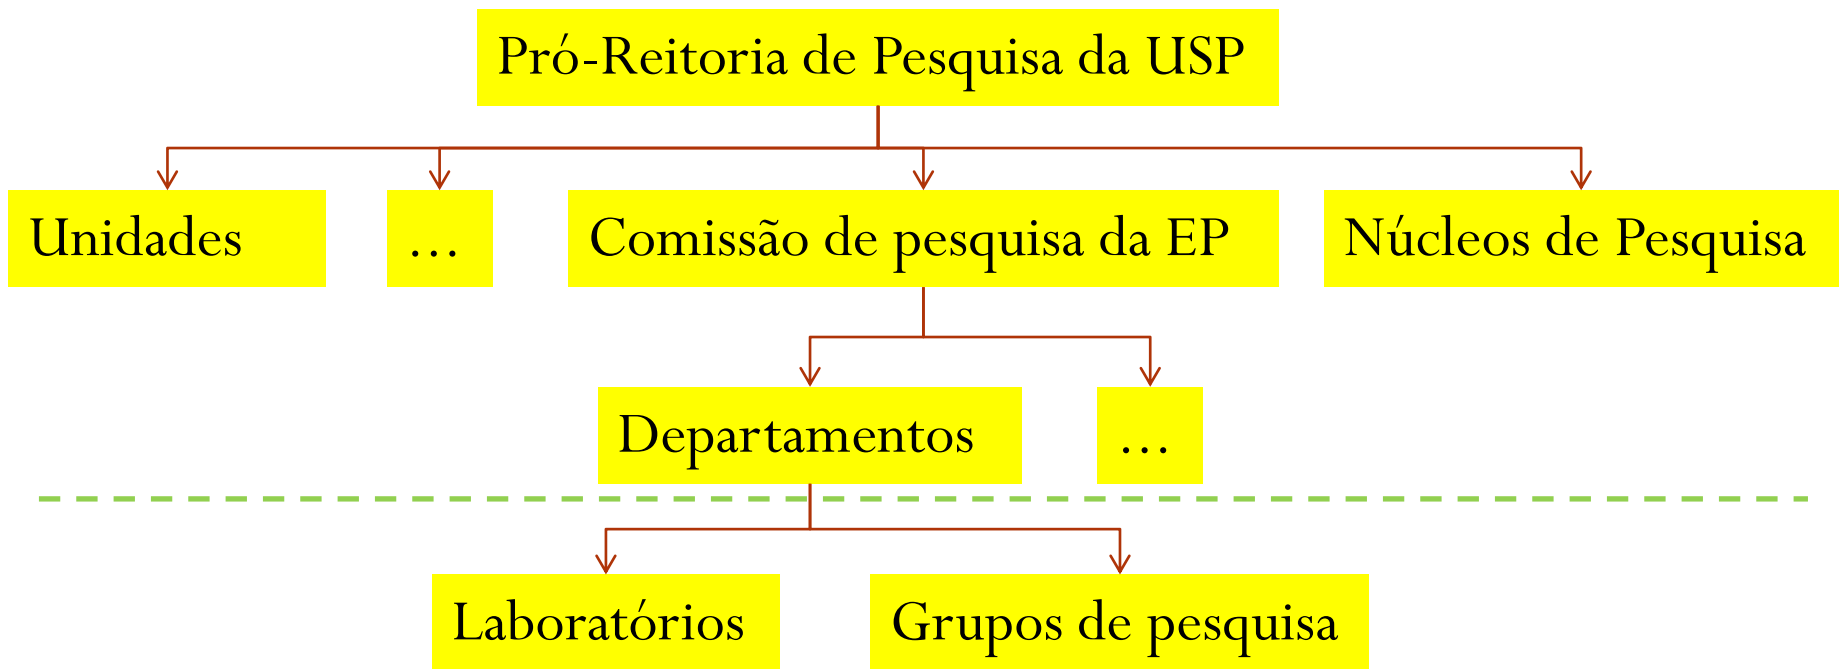 Pró-Reitoria de Pesquisa da USP
Unidades
...
Comissão de pesquisa da EP
Núcleos de Pesquisa
Departamentos
...
Laboratórios
Grupos de pesquisa